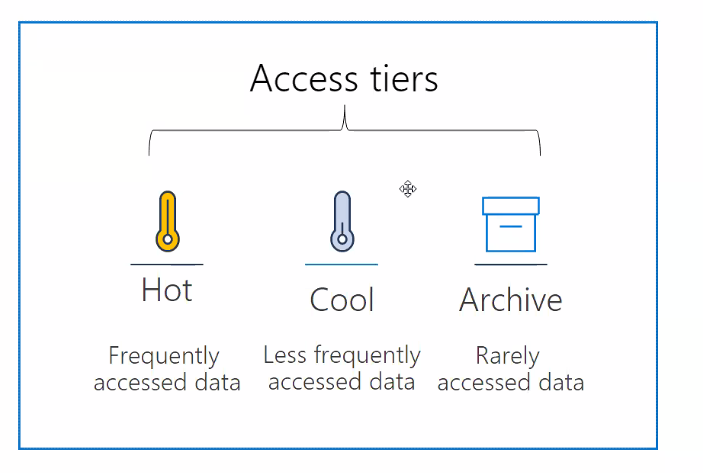 Access tiers
Hot
Cool
Archive
Frequently
accessed data
Less frequently
accessed data
Rarely
accessed data